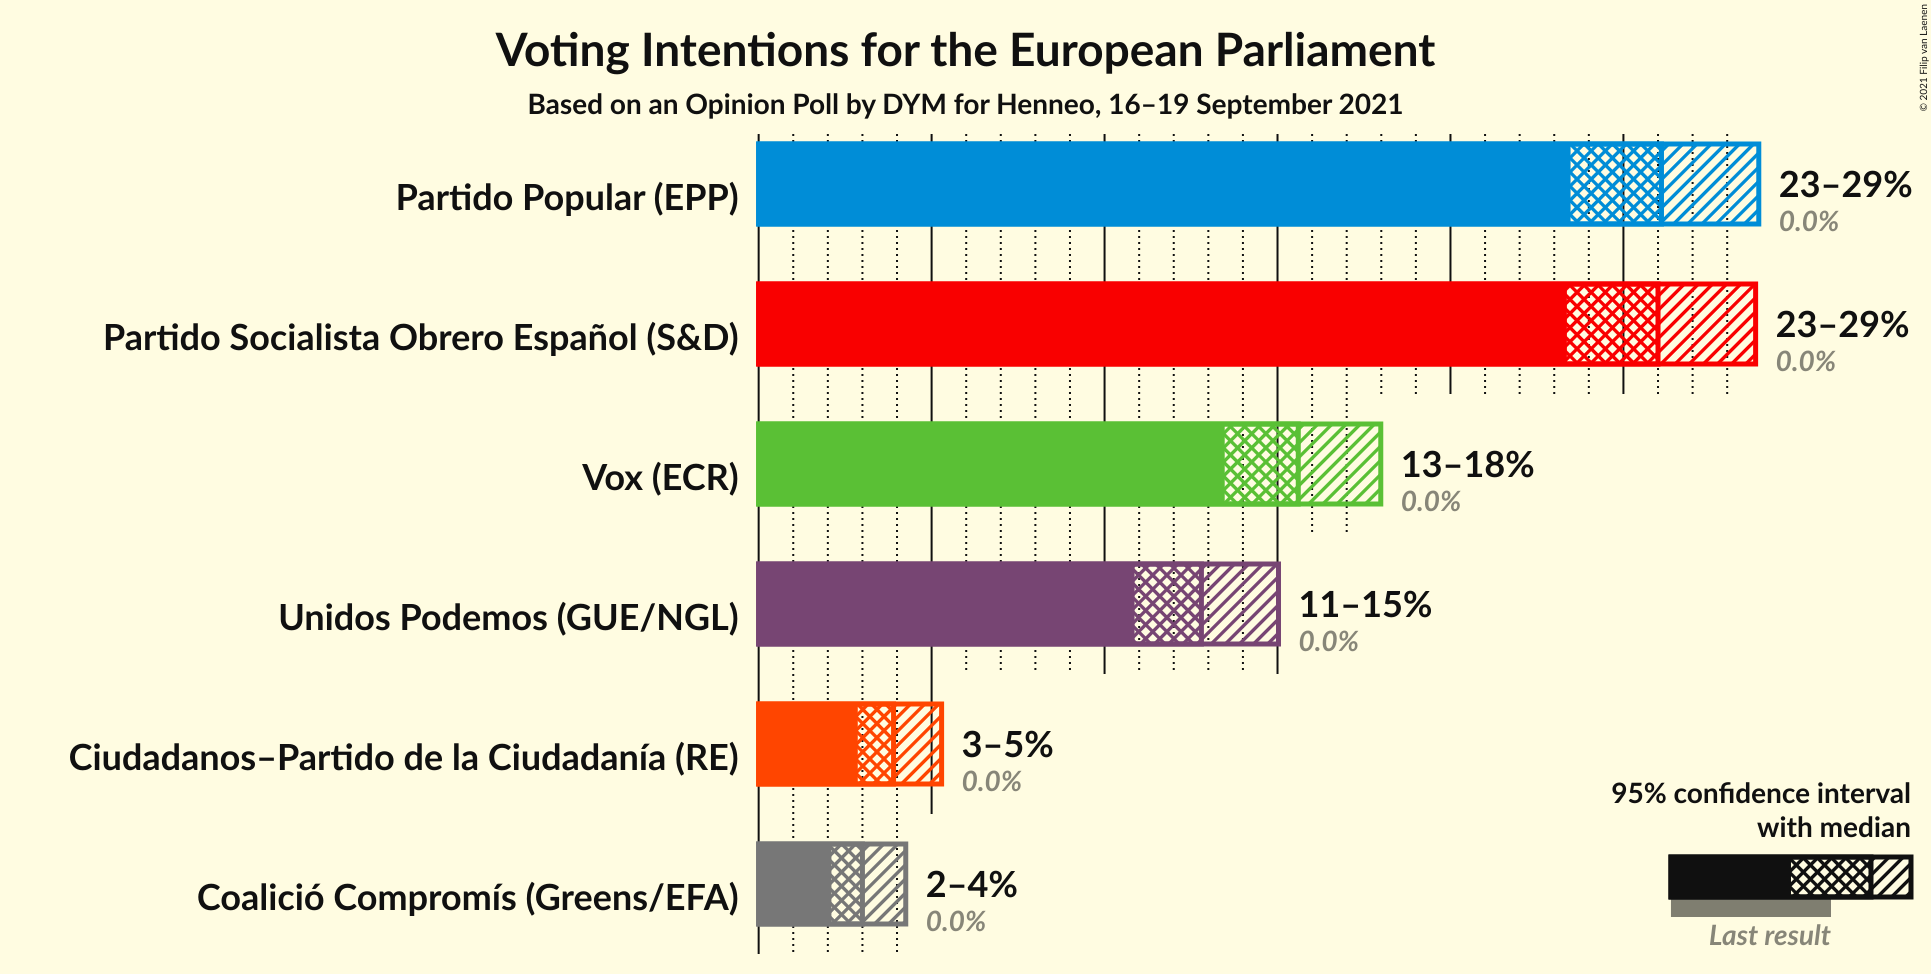 Voting Intentions for the European Parliament
Based on an Opinion Poll by DYM for Henneo, 16–19 September 2021
© 2021 Filip van Laenen
Partido Popular (EPP)
23–29%
0.0%
Partido Socialista Obrero Español (S&D)
23–29%
0.0%
Vox (ECR)
13–18%
0.0%
Unidos Podemos (GUE/NGL)
11–15%
0.0%
Ciudadanos–Partido de la Ciudadanía (RE)
3–5%
0.0%
Coalició Compromís (Greens/EFA)
2–4%
0.0%
95% confidence interval
with median
Last result